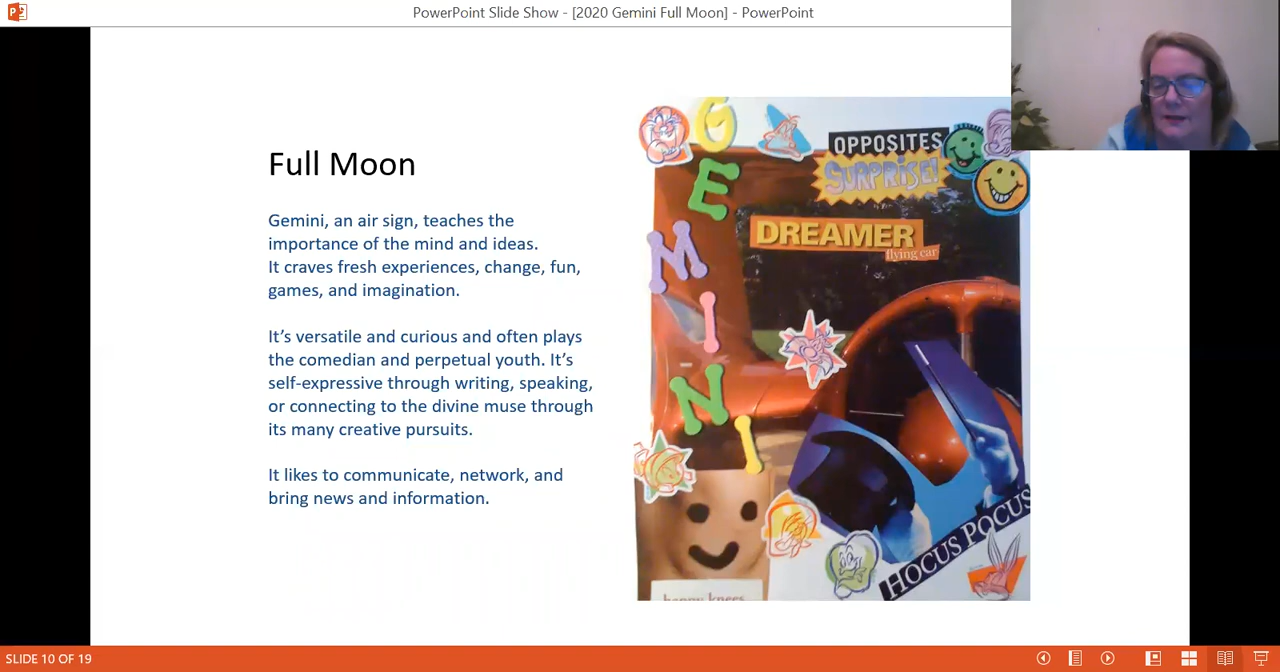 PowerPoint Slide Show - [2020 Gemini Full Moon] - PowerPoint
Full Moon
Gemini, an air sign, teaches the
importance of the mind and ideas.
It craves fresh experiences, change, fun,
games, and imagination.
It’s versatile and curious and often plays
the comedian and perpetual youth. It’s
self-expressive through writing, speaking,
or connecting to the divine muse through
its many creative pursuits.
It likes to communicate, network, and
bring news and information.
GEMINI
OPPOSITES
SURPRISE!
DREAMER
flying car
HOCUS POCUS
happy knees
SLIDE 10 OF 19